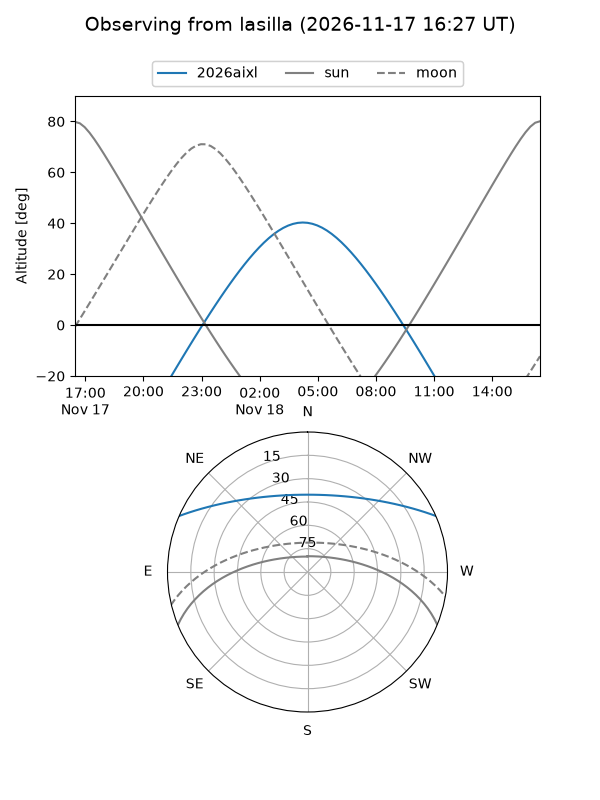 Observing from lasilla (2026-11-17 16:27 UT)
2026aixl sun moon
Altitude [deg]
80
60
40
20
0
−20
17:00 20:00 23:00 02:00 05:00 08:00 11:00 14:00
Nov 17 Nov 18
N
NE NW
15
30
45
60
75
E W
SE SW
S